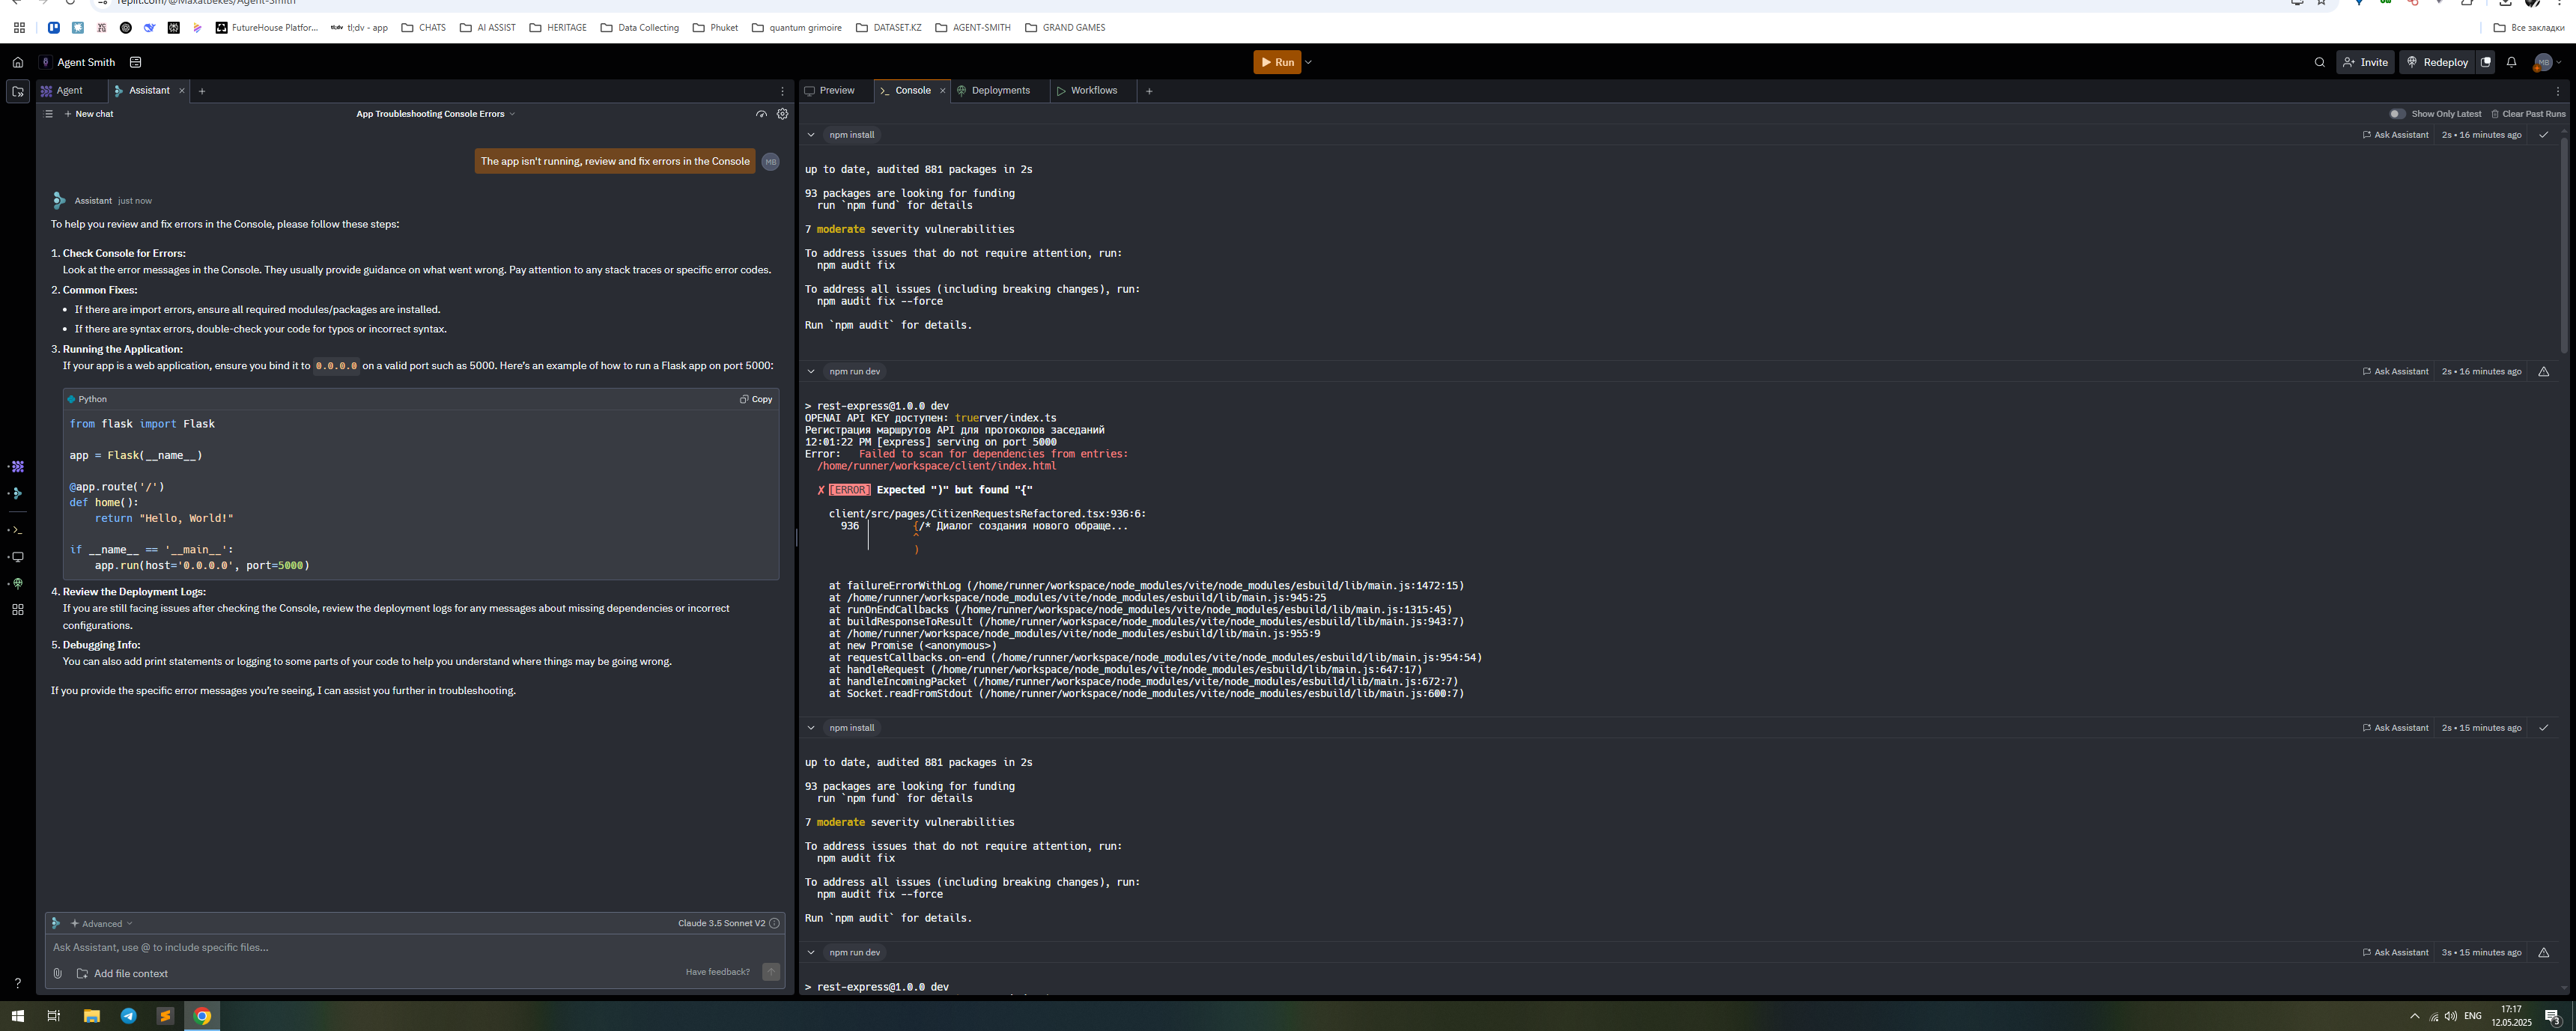 replit.com/@Maxatbekes/Agent-Smith
FutureHouse Platfor...
tl;dv - app
CHATS
AI ASSIST
HERITAGE
Data Collecting
Phuket
quantum grimoire
DATASET.KZ
AGENT-SMITH
GRAND GAMES
Все закладки
Agent Smith
Run
Invite
Redeploy
MB
Agent
Assistant
New chat
App Troubleshooting Console Errors
The app isn't running, review and fix errors in the Console
MB
Assistant just now
To help you review and fix errors in the Console, please follow these steps:
1. Check Console for Errors:
Look at the error messages in the Console. They usually provide guidance on what went wrong. Pay attention to any stack traces or specific error codes.
2. Common Fixes:
• If there are import errors, ensure all required modules/packages are installed.
• If there are syntax errors, double-check your code for typos or incorrect syntax.
3. Running the Application:
If your app is a web application, ensure you bind it to 0.0.0.0 on a valid port such as 5000. Here's an example of how to run a Flask app on port 5000:
Python
Copy
from flask import Flask
app = Flask(__name__)
@app.route('/')
def home():
return "Hello, World!"
if __name__ == '__main__':
app.run(host='0.0.0.0', port=5000)
4. Review the Deployment Logs:
If you are still facing issues after checking the Console, review the deployment logs for any messages about missing dependencies or incorrect
configurations.
5. Debugging Info:
You can also add print statements or logging to some parts of your code to help you understand where things may be going wrong.
If you provide the specific error messages you're seeing, I can assist you further in troubleshooting.
Advanced
Claude 3.5 Sonnet V2
Ask Assistant, use @ to include specific files...
Add file context
Have feedback?
Preview
Console
Deployments
Workflows
Show Only Latest
Clear Past Runs
npm install
Ask Assistant
2s • 16 minutes ago
up to date, audited 881 packages in 2s
93 packages are looking for funding
run `npm fund` for details
7 moderate severity vulnerabilities
To address issues that do not require attention, run:
npm audit fix
To address all issues (including breaking changes), run:
npm audit fix --force
Run `npm audit` for details.
npm run dev
Ask Assistant
2s • 16 minutes ago
> rest-express@1.0.0 dev
OPENAI API KEY доступен: truerver/index.ts
Регистрация маршрутов API для протоколов заседаний
12:01:22 PM [express] serving on port 5000
Error: Failed to scan for dependencies from entries:
/home/runner/workspace/client/index.html
✗ [ERROR] Expected ")" but found "{"
client/src/pages/CitizenRequestsRefactored.tsx:936:6:
936 │ {/* Диалог создания нового обраще...
^
)
at failureErrorWithLog (/home/runner/workspace/node_modules/vite/node_modules/esbuild/lib/main.js:1472:15)
at /home/runner/workspace/node_modules/vite/node_modules/esbuild/lib/main.js:945:25
at runOnEndCallbacks (/home/runner/workspace/node_modules/vite/node_modules/esbuild/lib/main.js:1315:45)
at buildResponseToResult (/home/runner/workspace/node_modules/vite/node_modules/esbuild/lib/main.js:943:7)
at /home/runner/workspace/node_modules/vite/node_modules/esbuild/lib/main.js:955:9
at new Promise (<anonymous>)
at requestCallbacks.on-end (/home/runner/workspace/node_modules/vite/node_modules/esbuild/lib/main.js:954:54)
at handleRequest (/home/runner/workspace/node_modules/vite/node_modules/esbuild/lib/main.js:647:17)
at handleIncomingPacket (/home/runner/workspace/node_modules/vite/node_modules/esbuild/lib/main.js:672:7)
at Socket.readFromStdout (/home/runner/workspace/node_modules/vite/node_modules/esbuild/lib/main.js:600:7)
npm install
Ask Assistant
2s • 15 minutes ago
up to date, audited 881 packages in 2s
93 packages are looking for funding
run `npm fund` for details
7 moderate severity vulnerabilities
To address issues that do not require attention, run:
npm audit fix
To address all issues (including breaking changes), run:
npm audit fix --force
Run `npm audit` for details.
npm run dev
Ask Assistant
3s • 15 minutes ago
> rest-express@1.0.0 dev
ENG
17:17
12.05.2025
3